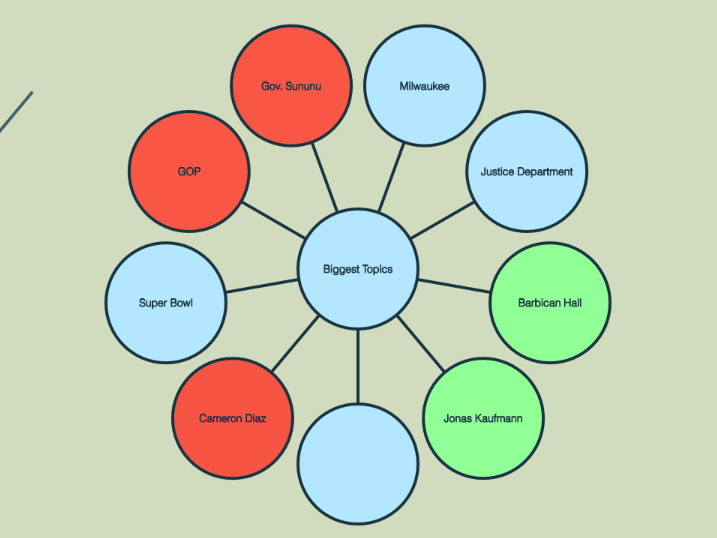 Gov. Sununu
Milwaukee
GOP
Justice Department
Biggest Topics
Super Bowl
Barbican Hall
Cameron Diaz
Jonas Kaufmann